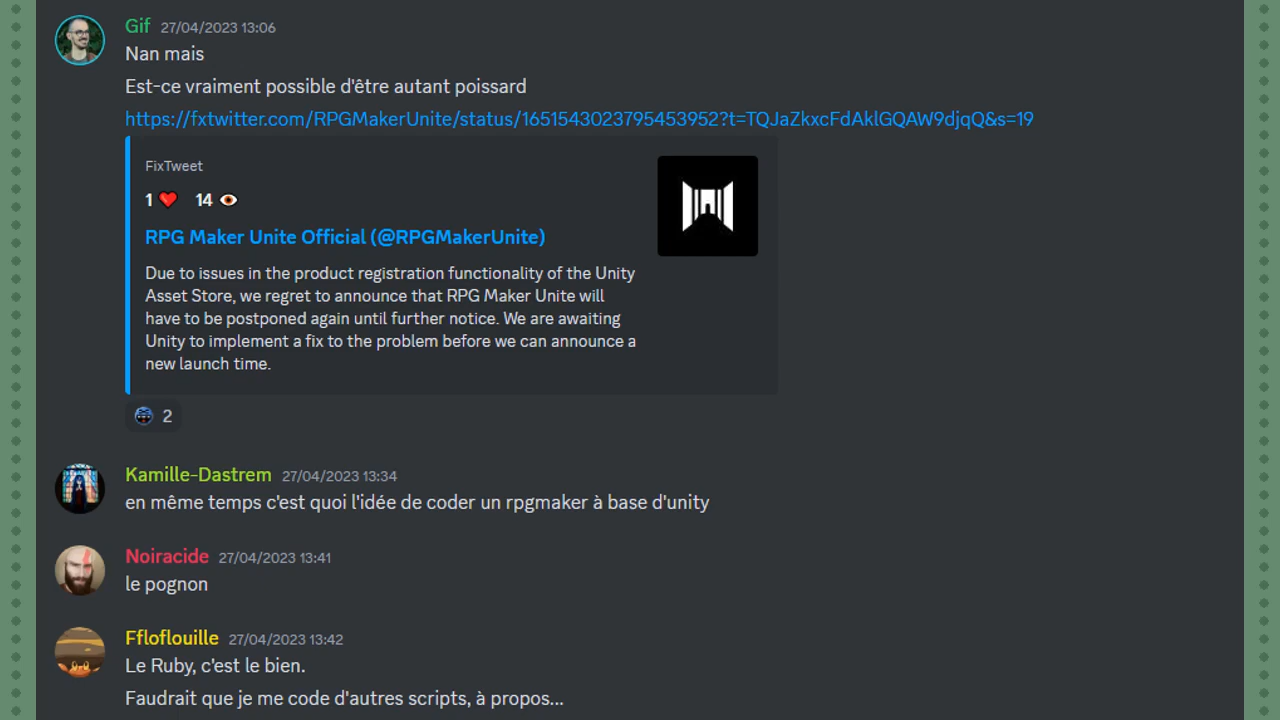 Gif 27/04/2023 13:06
Nan mais
Est-ce vraiment possible d'être autant poissard
https://fxtwitter.com/RPGMakerUnite/status/1651543023795453952?t=TQJaZkxcFdAklGQAW9djqQ&s=19
FixTweet
1 ❤️ 14 👁️
RPG Maker Unite Official (@RPGMakerUnite)
Due to issues in the product registration functionality of the Unity
Asset Store, we regret to announce that RPG Maker Unite will
have to be postponed again until further notice. We are awaiting
Unity to implement a fix to the problem before we can announce a
new launch time.
2
Kamille-Dastrem 27/04/2023 13:34
en même temps c'est quoi l'idée de coder un rpgmaker à base d'unity
Noiracide 27/04/2023 13:41
le pognon
Ffloflouille 27/04/2023 13:42
Le Ruby, c'est le bien.
Faudrait que je me code d'autres scripts, à propos...